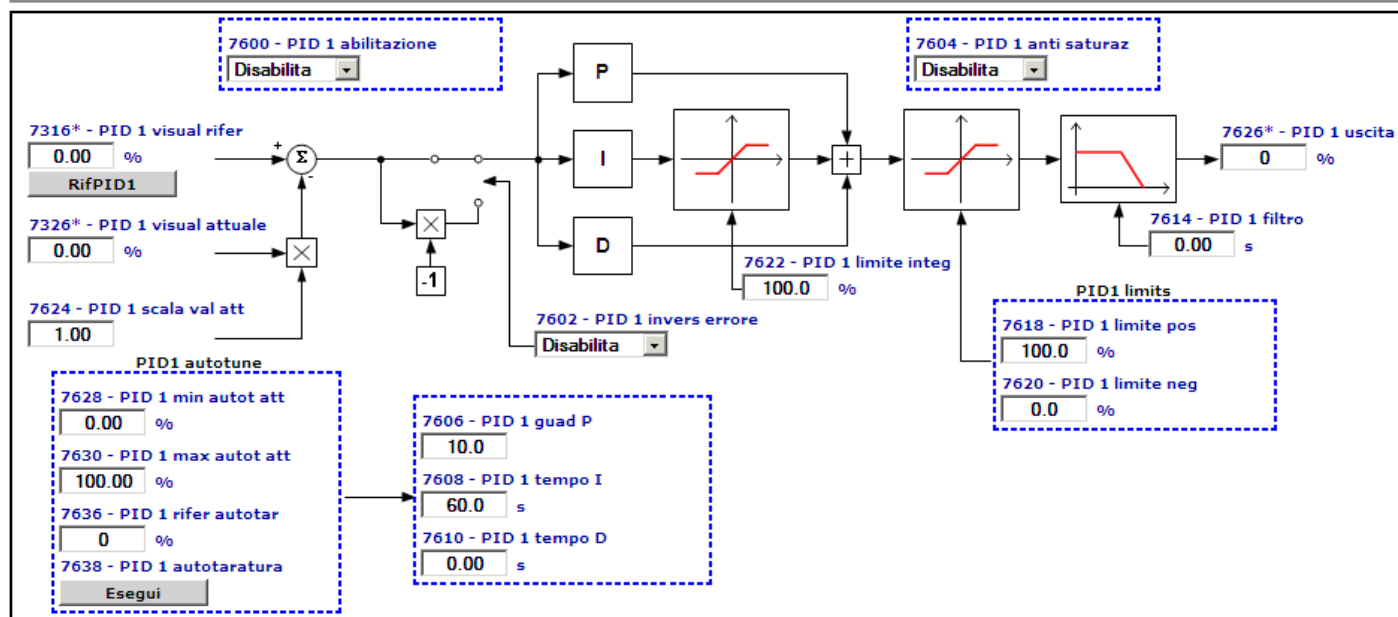 7600 - PID 1 abilitazione
Disabilita
7604 - PID 1 anti saturaz
Disabilita
P
7316* - PID 1 visual rifer
0.00 %
RifPID1
+
Σ
-
I
+
7626* - PID 1 uscita
0 %
7326* - PID 1 visual attuale
0.00 %
×
×
-1
D
7614 - PID 1 filtro
0.00 s
7622 - PID 1 limite integ
100.0 %
7624 - PID 1 scala val att
1.00
7602 - PID 1 invers errore
Disabilita
PID1 limits
7618 - PID 1 limite pos
100.0 %
7620 - PID 1 limite neg
0.0 %
PID1 autotune
7628 - PID 1 min autot att
0.00 %
7630 - PID 1 max autot att
100.00 %
7636 - PID 1 rifer autotar
0 %
7638 - PID 1 autotaratura
Esegui
7606 - PID 1 guad P
10.0
7608 - PID 1 tempo I
60.0 s
7610 - PID 1 tempo D
0.00 s